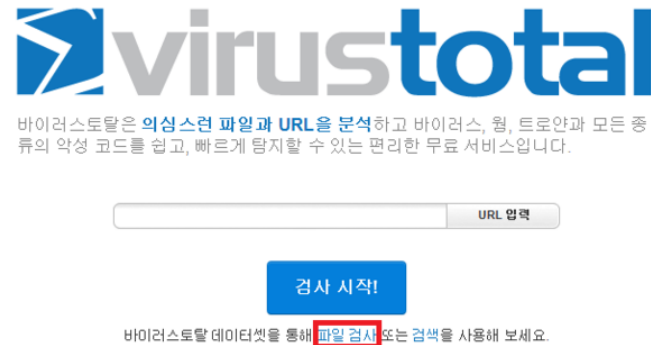 virustotal
바이러스토탈은 의심스런 파일과 URL을 분석하고 바이러스, 웜, 트로얀과 모든 종
류의 악성 코드를 쉽고, 빠르게 탐지할 수 있는 편리한 무료 서비스입니다.
URL 입력
검사 시작!
바이러스토탈 데이터셋을 통해 파일 검사 또는 검색을 사용해 보세요.